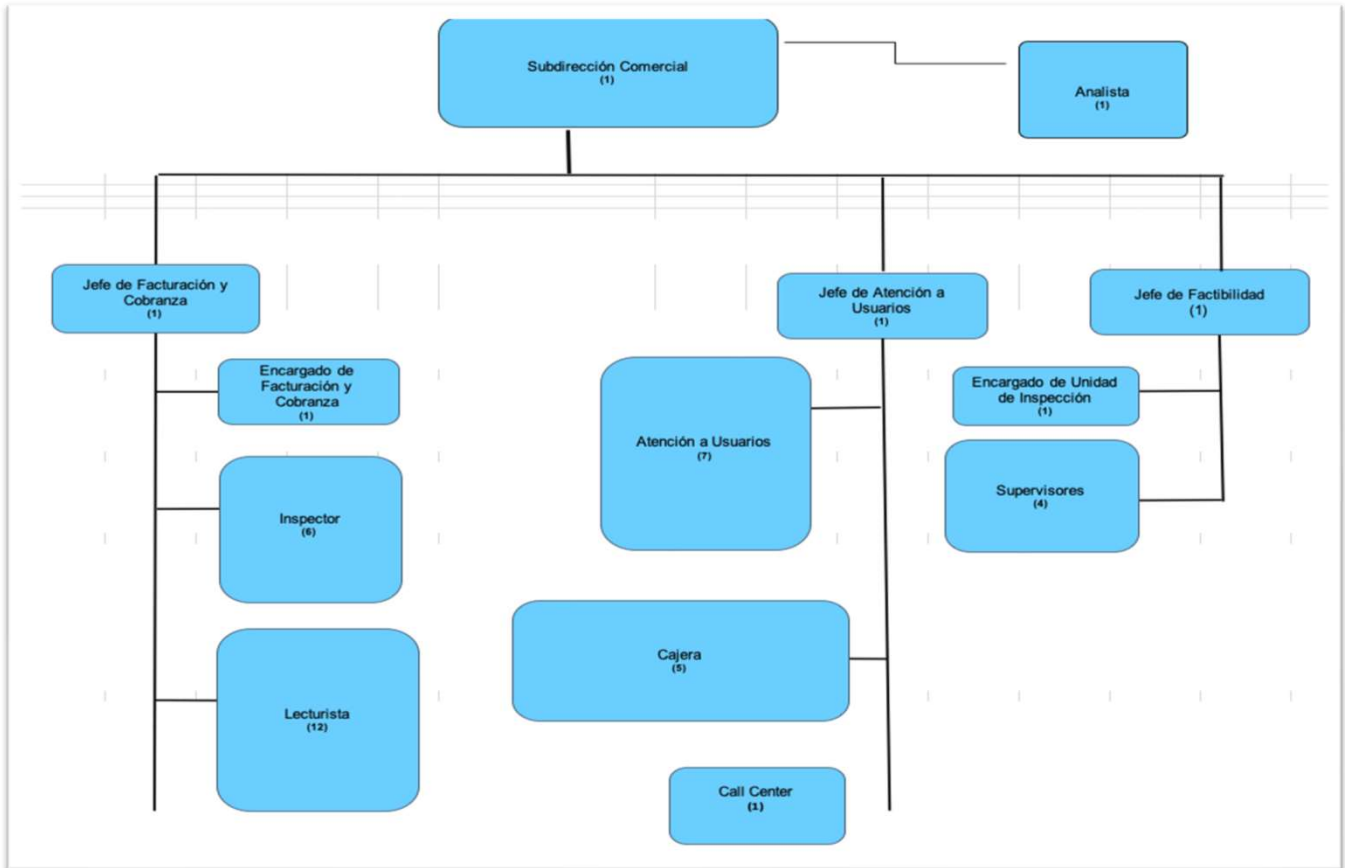 Subdirección Comercial
(1)
Analista
(1)
Jefe de Facturación y
Cobranza
(1)
Jefe de Atención a
Usuarios
(1)
Jefe de Factibilidad
(1)
Encargado de
Facturación y
Cobranza
(1)
Inspector
(6)
Lecturista
(12)
Atención a Usuarios
(7)
Cajera
(5)
Call Center
(1)
Encargado de Unidad
de Inspección
(1)
Supervisores
(4)